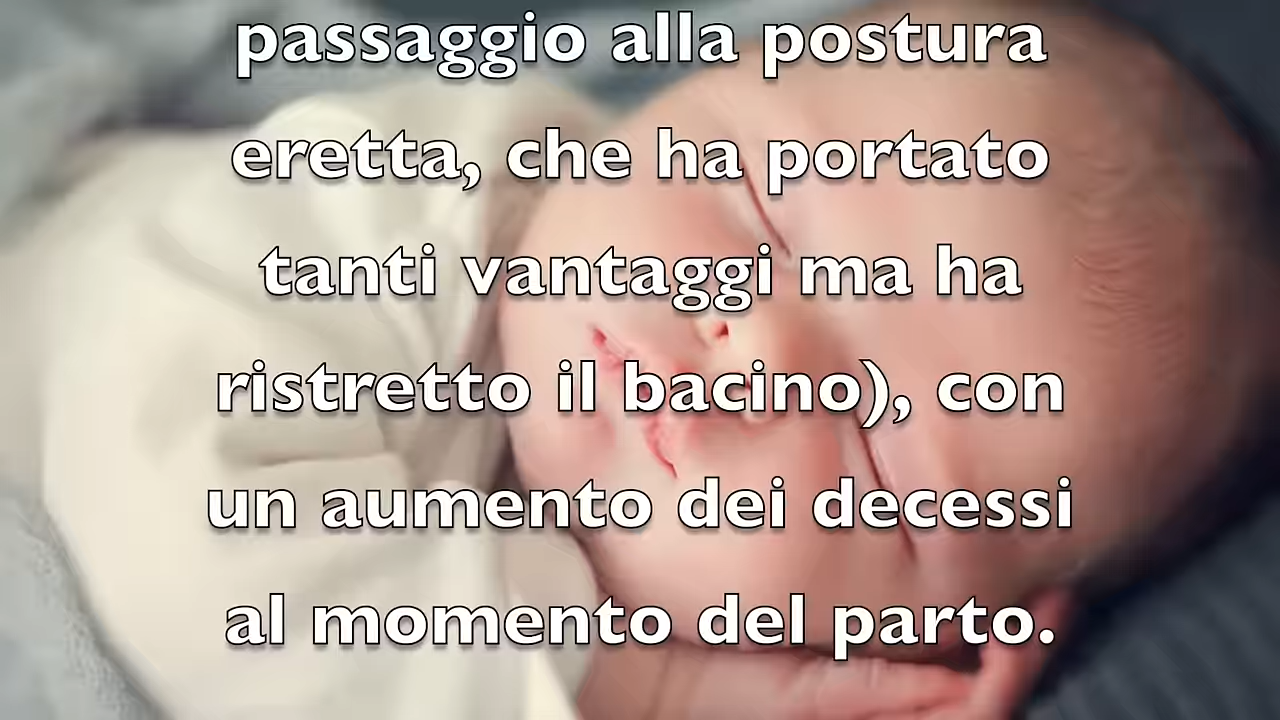 passaggio alla postura
eretta, che ha portato
tanti vantaggi ma ha
ristretto il bacino), con
un aumento dei decessi
al momento del parto.